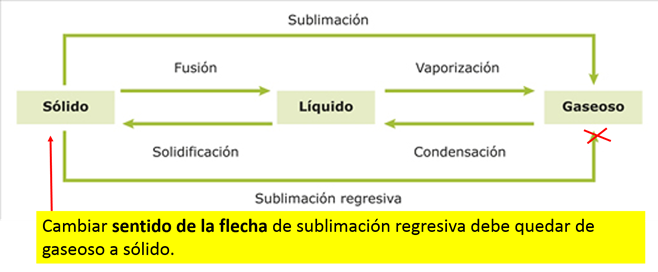 Sublimación
Fusión
Vaporización
Sólido
Líquido
Gaseoso
Solidificación
Condensación
Sublimación regresiva
Cambiar sentido de la flecha de sublimación regresiva debe quedar de
gaseoso a sólido.